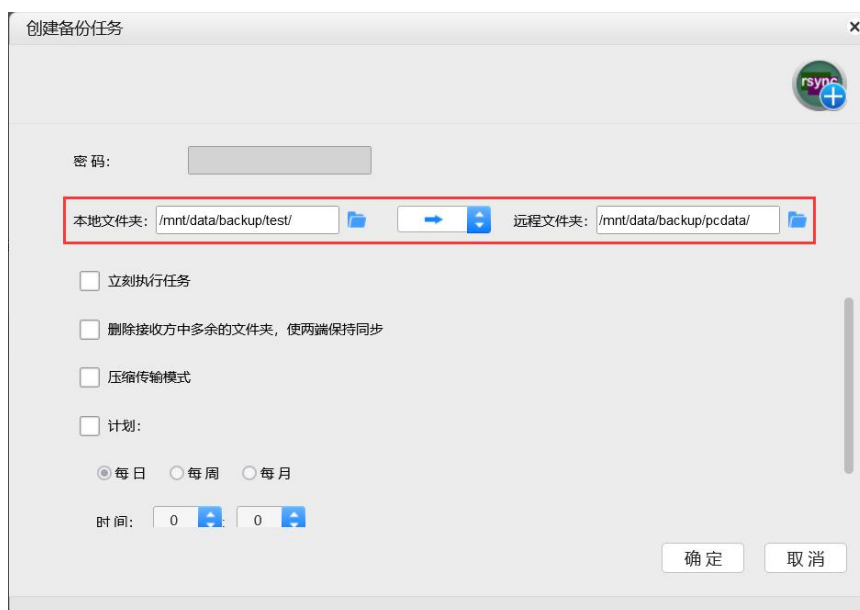 创建备份任务
rsync
密码：
本地文件夹： /mnt/data/backup/test/ 远程文件夹： /mnt/data/backup/pcdata/
立刻执行任务
删除接收方中多余的文件夹，使两端保持同步
压缩传输模式
计划：
每日 每周 每月
时间： 0 : 0
确定 取消